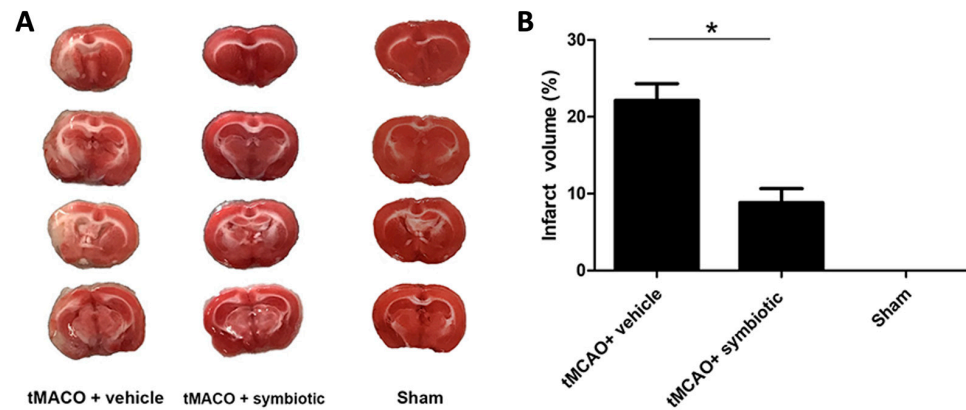 A
tMACO + vehicle
tMACO + symbiotic
Sham
B
*
30
20
10
0
Infarct volume (%)
tMCAO+ vehicle
tMCAO+ symbiotic
Sham